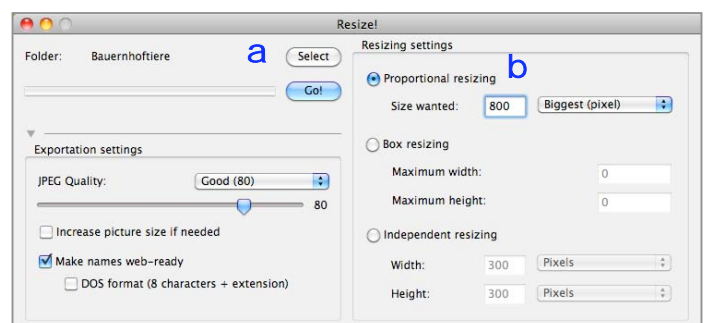 Resize!
Folder: Bauernhoftiere a Select
Go!
Exportation settings
JPEG Quality: Good (80)
80
Increase picture size if needed
Make names web-ready
DOS format (8 characters + extension)
Resizing settings
b
Proportional resizing
Size wanted: 800 Biggest (pixel)
Box resizing
Maximum width: 0
Maximum height: 0
Independent resizing
Width: 300 Pixels
Height: 300 Pixels